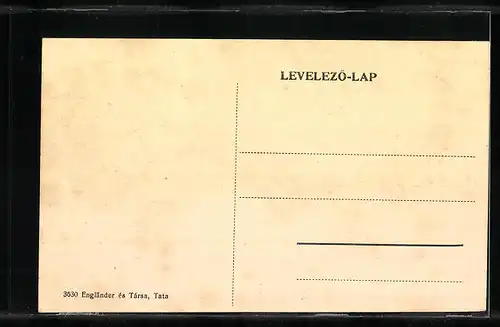 LEVELEZŐ-LAP
3630 Engländer és Társa, Tata